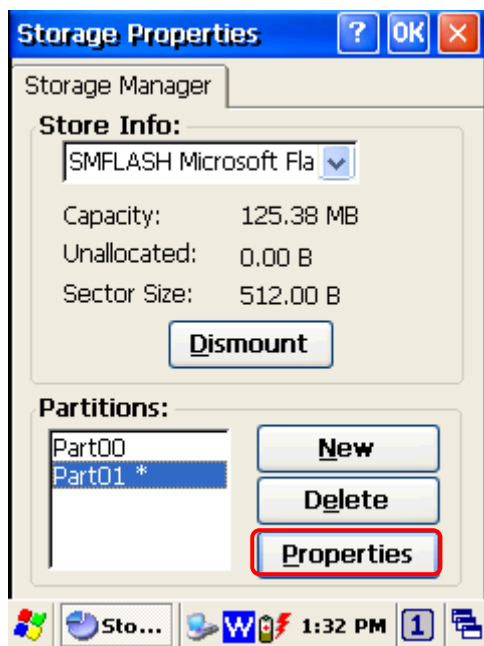 Storage Properties ? OK
Storage Manager
Store Info:
SMFLASH Microsoft Fla
Capacity: 125.38 MB
Unallocated: 0.00 B
Sector Size: 512.00 B
Dismount
Partitions:
Part00
Part01 *
New
Delete
Properties
Sto... W 1:32 PM 1